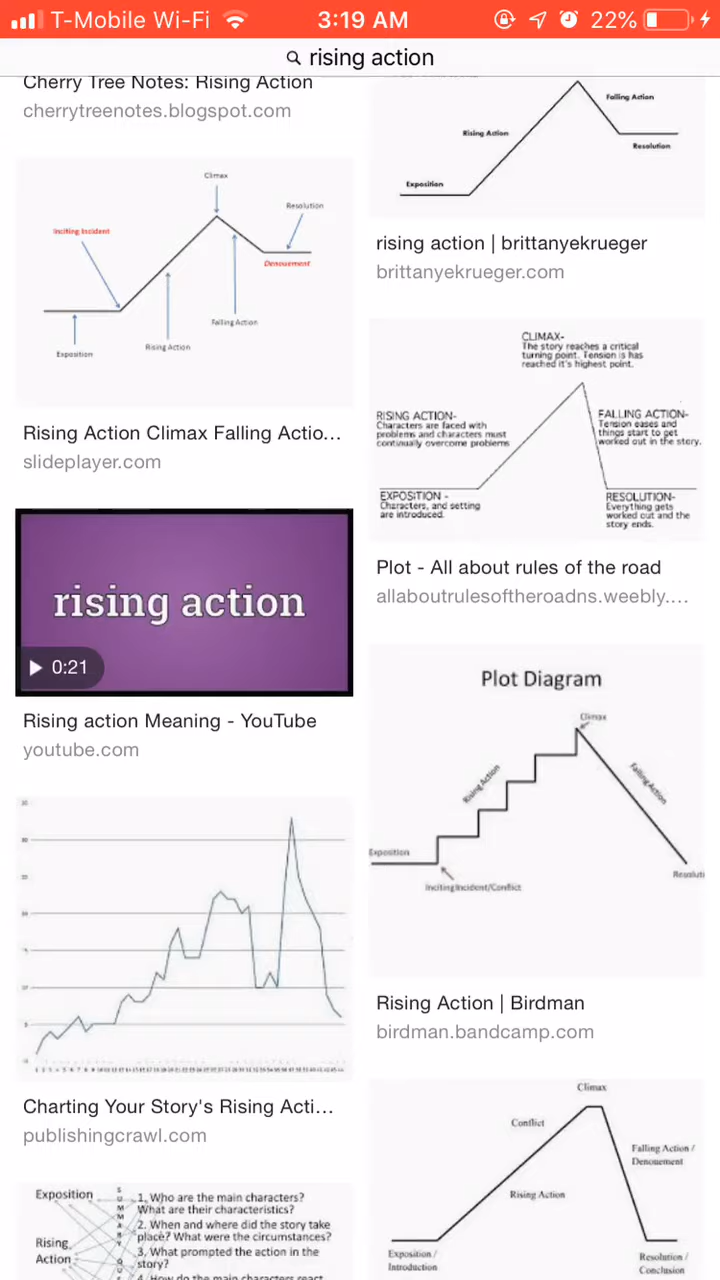 T-Mobile Wi-Fi
3:19 AM
22%
rising action
Cherry Tree Notes: Rising Action
cherrytreenotes.blogspot.com
Climax
Resolution
Inciting Incident
Denouement
Falling Action
Rising Action
Exposition
Rising Action Climax Falling Actio...
slideplayer.com
rising action
0:21
Rising action Meaning - YouTube
youtube.com
Charting Your Story's Rising Acti...
publishingcrawl.com
Exposition
Rising
Action
1. Who are the main characters?
What are their characteristics?
2. When and where did the story take
place? What were the circumstances?
3. What prompted the action in the
story?
4. How do the main characters react
Falling Action
Rising Action
Resolution
Exposition
rising action | brittanyekrueger
brittanyekrueger.com
CLIMAX-
The story reaches a critical
turning point. Tension is has
reached it's highest point.
RISING ACTION-
Characters are faced with
problems and characters must
continually overcome problems
FALLING ACTION-
Tension eases and
things start to get
worked out in the story.
EXPOSITION -
Characters, and setting
are introduced.
RESOLUTION-
Everything gets
worked out and the
story ends.
Plot - All about rules of the road
allaboutrulesoftheroadns.weebly....
Plot Diagram
Climax
Rising Action
Falling Action
Exposition
Resoluti
Inciting Incident/Conflict
Rising Action | Birdman
birdman.bandcamp.com
Climax
Conflict
Falling Action /
Denouement
Rising Action
Exposition /
Introduction
Resolution /
Conclusion